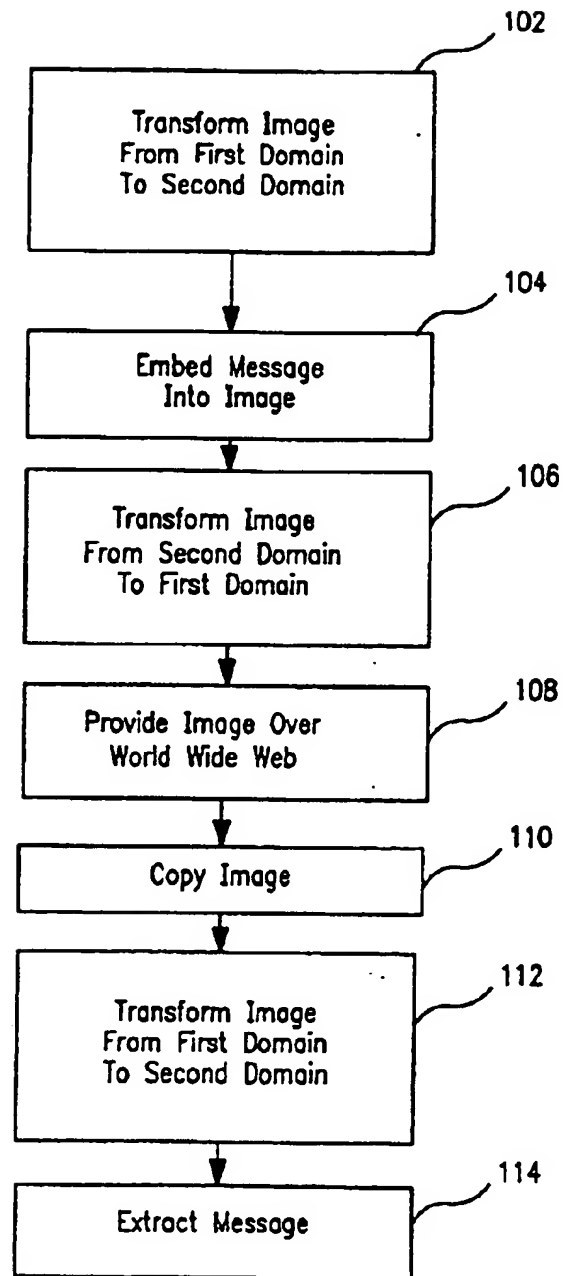 102
Transform Image
From First Domain
To Second Domain
104
Embed Message
Into Image
106
Transform Image
From Second Domain
To First Domain
108
Provide Image Over
World Wide Web
110
Copy Image
112
Transform Image
From First Domain
To Second Domain
114
Extract Message